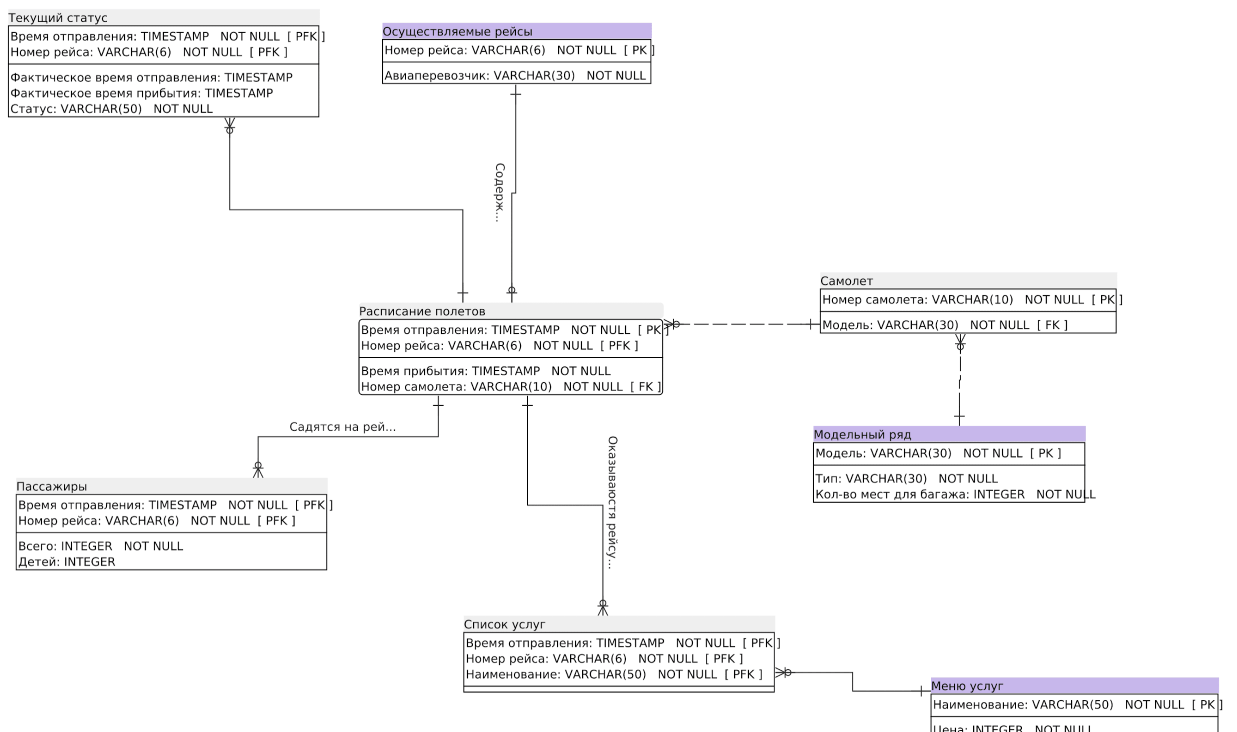 Текущий статус
Время отправления: TIMESTAMP NOT NULL [ PFK ]
Номер рейса: VARCHAR(6) NOT NULL [ PFK ]
Фактическое время отправления: TIMESTAMP
Фактическое время прибытия: TIMESTAMP
Статус: VARCHAR(50) NOT NULL
Осуществляемые рейсы
Номер рейса: VARCHAR(6) NOT NULL [ PK ]
Авиаперевозчик: VARCHAR(30) NOT NULL
Содерж...
Самолет
Номер самолета: VARCHAR(10) NOT NULL [ PK ]
Модель: VARCHAR(30) NOT NULL [ FK ]
Расписание полетов
Время отправления: TIMESTAMP NOT NULL [ PK ]
Номер рейса: VARCHAR(6) NOT NULL [ PFK ]
Время прибытия: TIMESTAMP NOT NULL
Номер самолета: VARCHAR(10) NOT NULL [ FK ]
Садятся на рей...
Оказываюстя рейсу...
Модельный ряд
Модель: VARCHAR(30) NOT NULL [ PK ]
Тип: VARCHAR(30) NOT NULL
Кол-во мест для багажа: INTEGER NOT NULL
Пассажиры
Время отправления: TIMESTAMP NOT NULL [ PFK ]
Номер рейса: VARCHAR(6) NOT NULL [ PFK ]
Всего: INTEGER NOT NULL
Детей: INTEGER
Список услуг
Время отправления: TIMESTAMP NOT NULL [ PFK ]
Номер рейса: VARCHAR(6) NOT NULL [ PFK ]
Наименование: VARCHAR(50) NOT NULL [ PFK ]
Меню услуг
Наименование: VARCHAR(50) NOT NULL [ PK ]
Цена: INTEGER NOT NULL